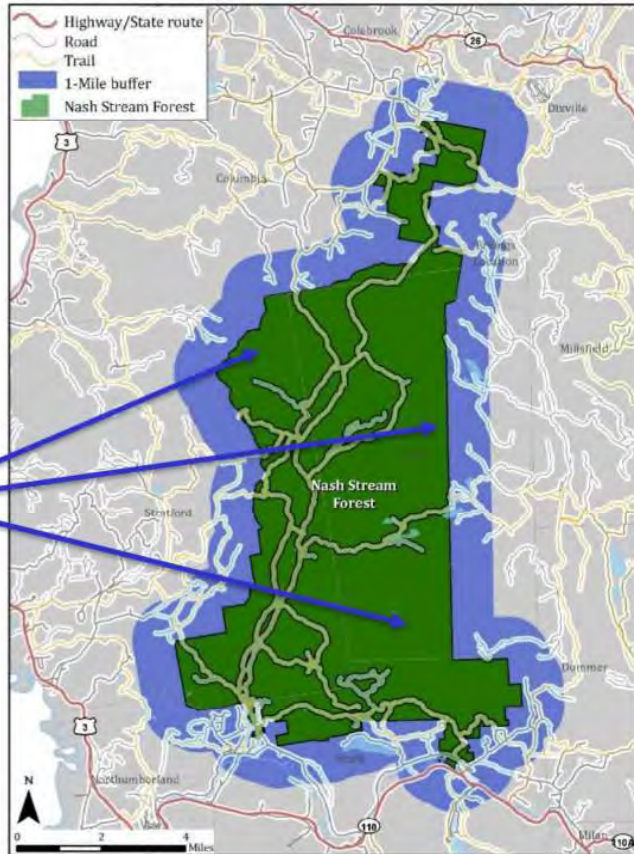 Highway/State route
Road
Trail
1-Mile buffer
Nash Stream Forest
Colebrook
26
Dixville
3
Columbia
Millsfield
Nash Stream
Forest
Stratford
Dummer
3
N
Northumberland
110
Milan
110A
0 2 4
Miles